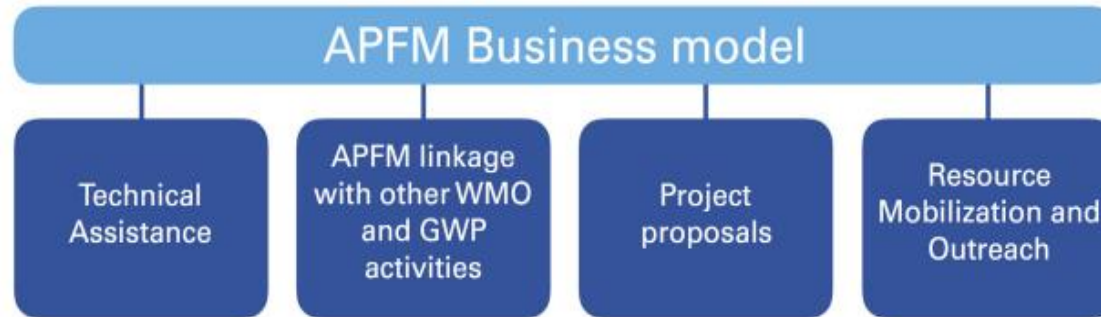 APFM Business model
Technical
Assistance
APFM linkage
with other WMO
and GWP
activities
Project
proposals
Resource
Mobilization and
Outreach